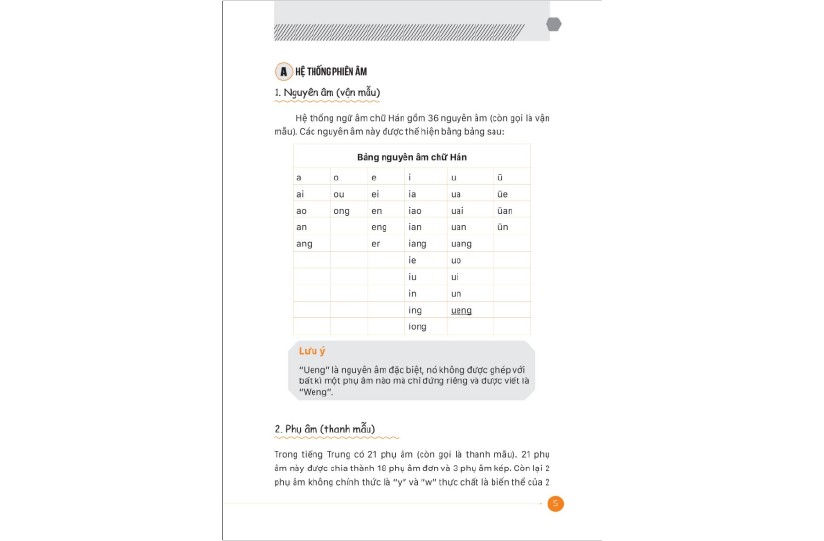 A HỆ THỐNG PHIÊN ÂM
1. Nguyên âm (vận mẫu)
Hệ thống ngữ âm chữ Hán gồm 36 nguyên âm (còn gọi là vận
mẫu). Các nguyên âm này được thể hiện bằng bảng sau:
Bảng nguyên âm chữ Hán
a o e i u ü
ai ou ei ia ua üe
ao ong en iao uai üan
an eng ian uan ün
ang er iang uang
ie uo
iu ui
in un
ing ueng
iong
Lưu ý
“Ueng” là nguyên âm đặc biệt, nó không được ghép với
bất kì một phụ âm nào mà chỉ đứng riêng và được viết là
“Weng”.
2. Phụ âm (thanh mẫu)
Trong tiếng Trung có 21 phụ âm (còn gọi là thanh mẫu). 21 phụ
âm này được chia thành 18 phụ âm đơn và 3 phụ âm kép. Còn lại 2
phụ âm không chính thức là “y” và “w” thực chất là biến thể của 2
5